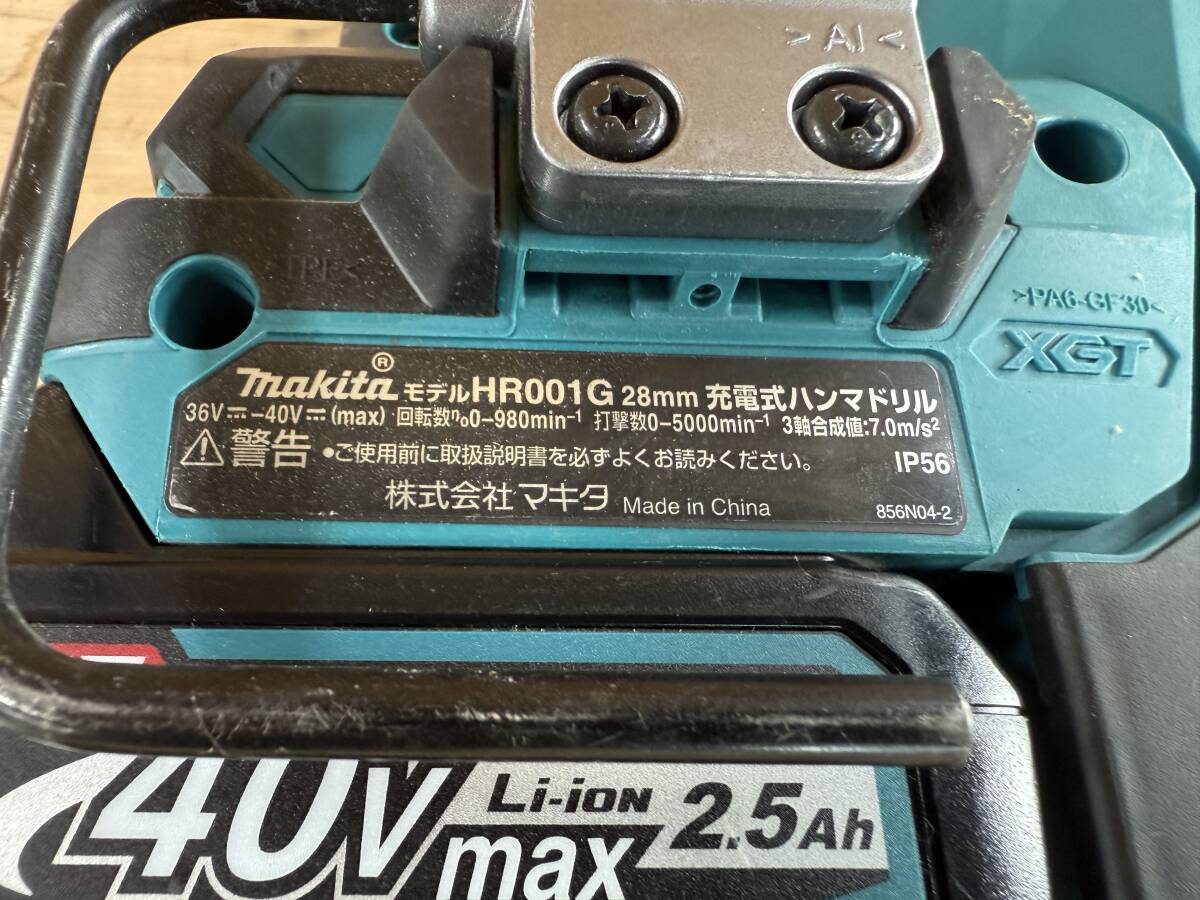 >Al<
>TPE<
>PA6-GF30<
XGT
makita® モデルHR001G 28mm 充電式ハンマドリル
36V⎓-40V⎓(max) 回転数n₀0-980min⁻¹ 打撃数0-5000min⁻¹ 3軸合成値:7.0m/s²
⚠警告 •ご使用前に取扱説明書を必ずよくお読みください。 IP56
株式会社マキタ Made in China 856N04-2
40Vmax Li-ion 2.5Ah